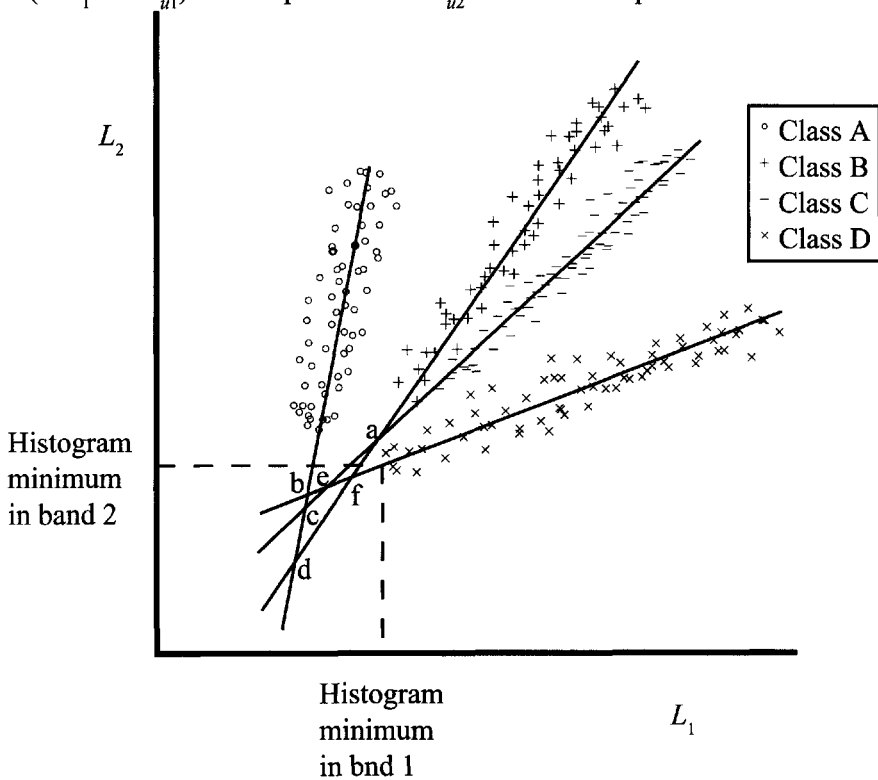 L₂
○ Class A
+ Class B
− Class C
× Class D
a
b
e
f
c
d
Histogram
minimum
in band 2
Histogram
minimum
in bnd 1
L₁